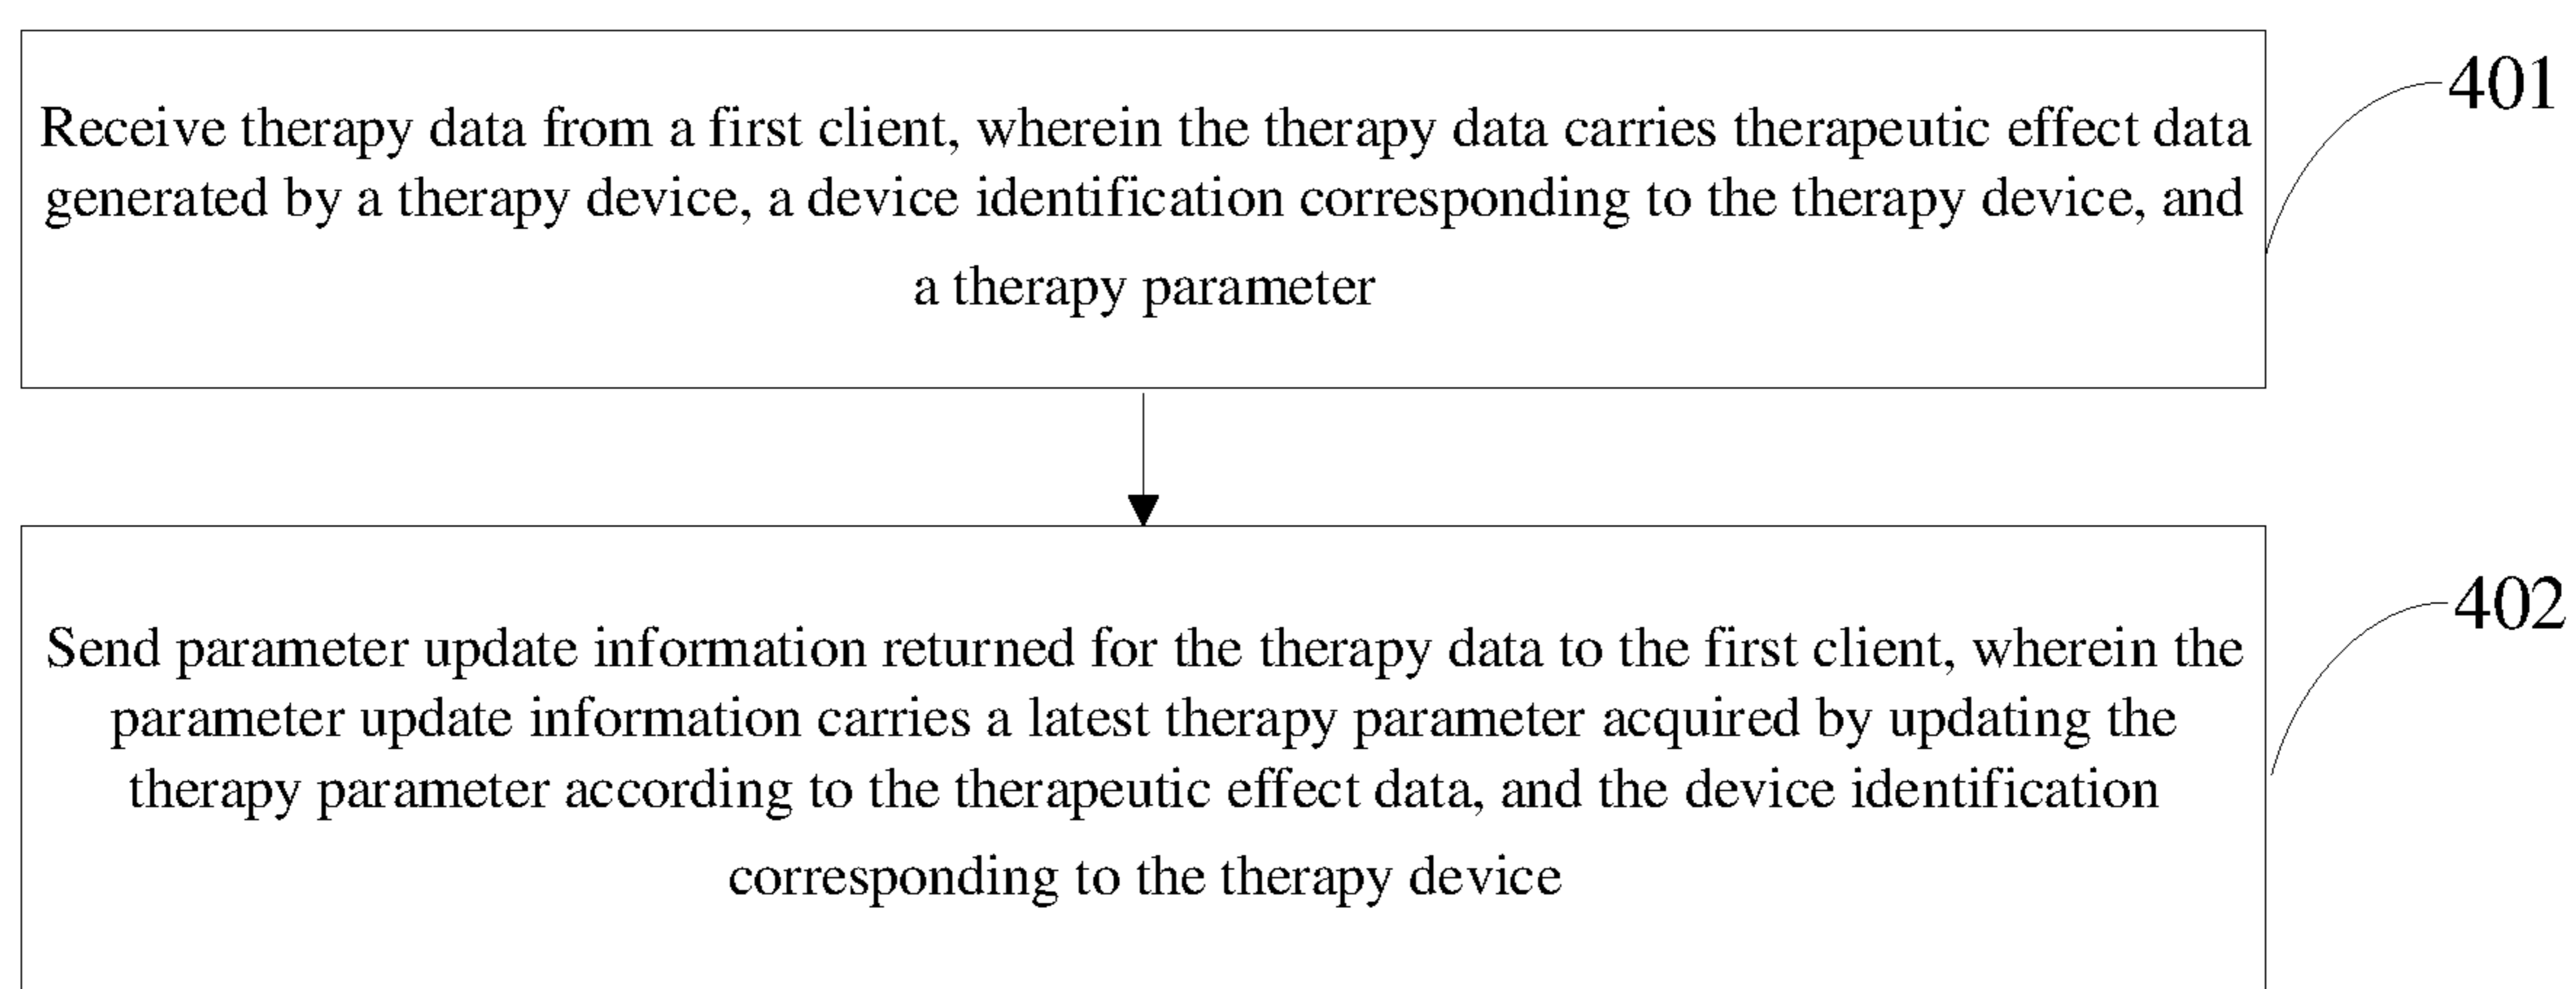 Receive therapy data from a first client, wherein the therapy data carries therapeutic effect data
generated by a therapy device, a device identification corresponding to the therapy device, and
a therapy parameter
401
Send parameter update information returned for the therapy data to the first client, wherein the
parameter update information carries a latest therapy parameter acquired by updating the
therapy parameter according to the therapeutic effect data, and the device identification
corresponding to the therapy device
402